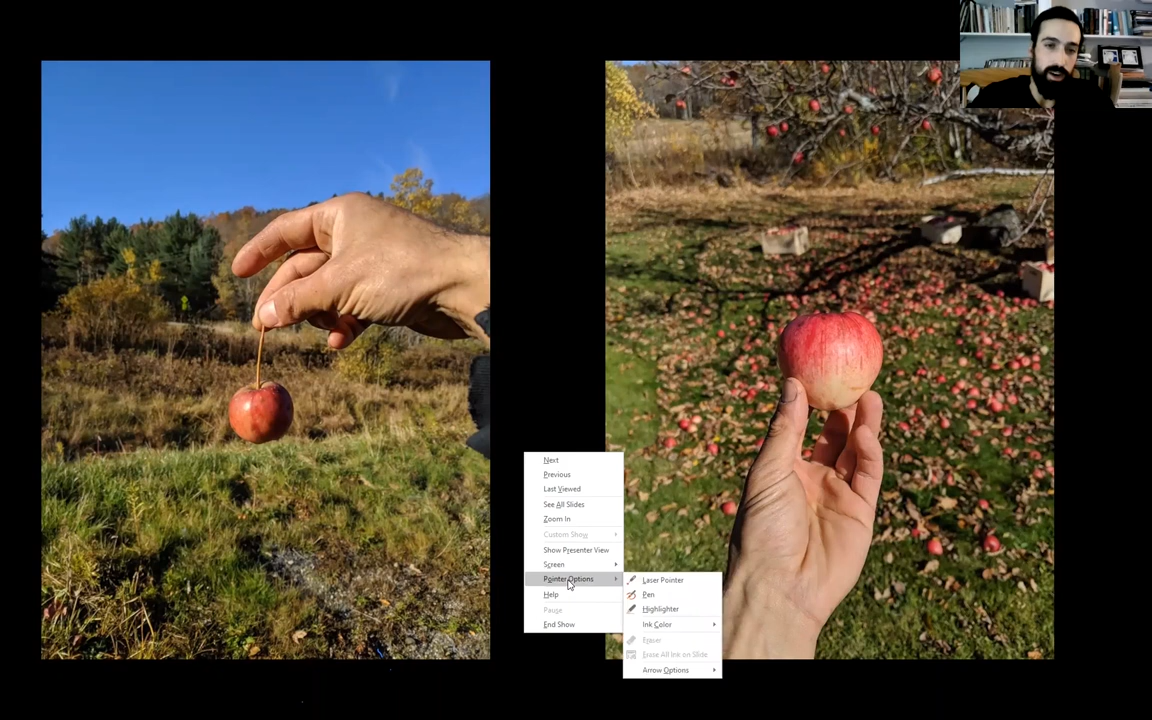 Next
Previous
Last Viewed
See All Slides
Zoom In
Custom Show
Show Presenter View
Screen
Pointer Options
Help
Pause
End Show
Laser Pointer
Pen
Highlighter
Ink Color
Eraser
Erase All Ink on Slide
Arrow Options